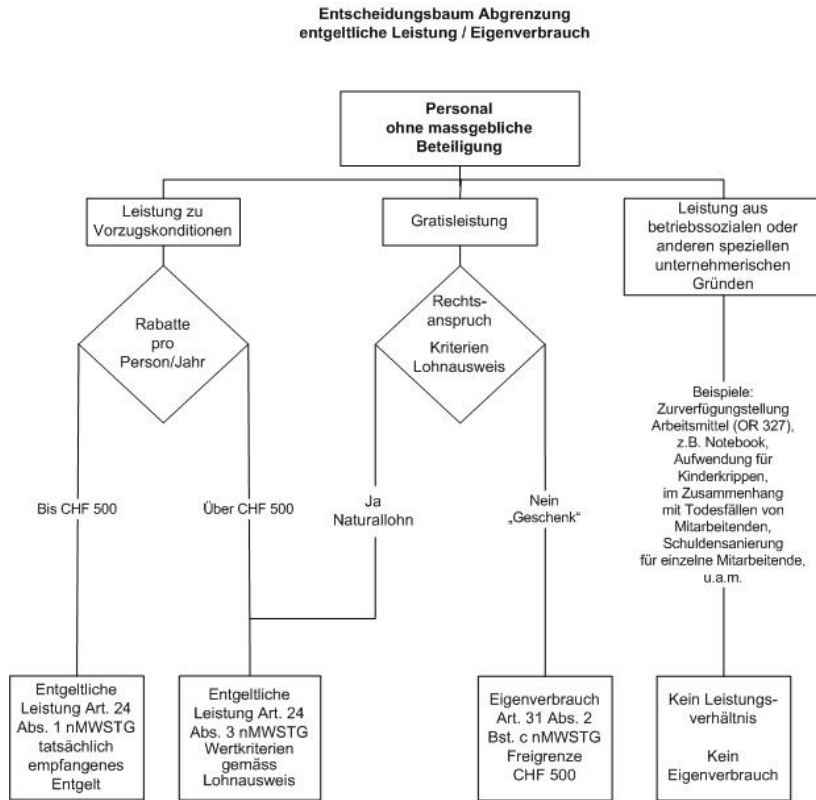 Entscheidungsbaum Abgrenzung
entgeltliche Leistung / Eigenverbrauch
Personal
ohne massgebliche
Beteiligung
Leistung zu
Vorzugskonditionen
Gratisleistung
Leistung aus
betriebssozialen oder
anderen speziellen
unternehmerischen
Gründen
Rabatte
pro
Person/Jahr
Rechts-
anspruch
Kriterien
Lohnausweis
Beispiele:
Zurverfügungstellung
Arbeitsmittel (OR 327),
z.B. Notebook,
Aufwendung für
Kinderkrippen,
im Zusammenhang
mit Todesfällen von
Mitarbeitenden,
Schuldensanierung
für einzelne Mitarbeitende,
u.a.m.
Bis CHF 500
Über CHF 500
Ja
Naturallohn
Nein
„Geschenk“
Entgeltliche
Leistung Art. 24
Abs. 1 nMWSTG
tatsächlich
empfangenes
Entgelt
Entgeltliche
Leistung Art. 24
Abs. 3 nMWSTG
Wertkriterien
gemäss
Lohnausweis
Eigenverbrauch
Art. 31 Abs. 2
Bst. c nMWSTG
Freigrenze
CHF 500
Kein Leistungs-
verhältnis
Kein
Eigenverbrauch